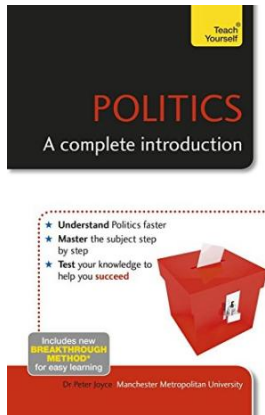 Teach
Yourself®
POLITICS
A complete introduction
★ Understand Politics faster
★ Master the subject step
by step
★ Test your knowledge to
help you succeed
Includes new
BREAKTHROUGH
METHOD®
for easy learning
Dr Peter Joyce Manchester Metropolitan University